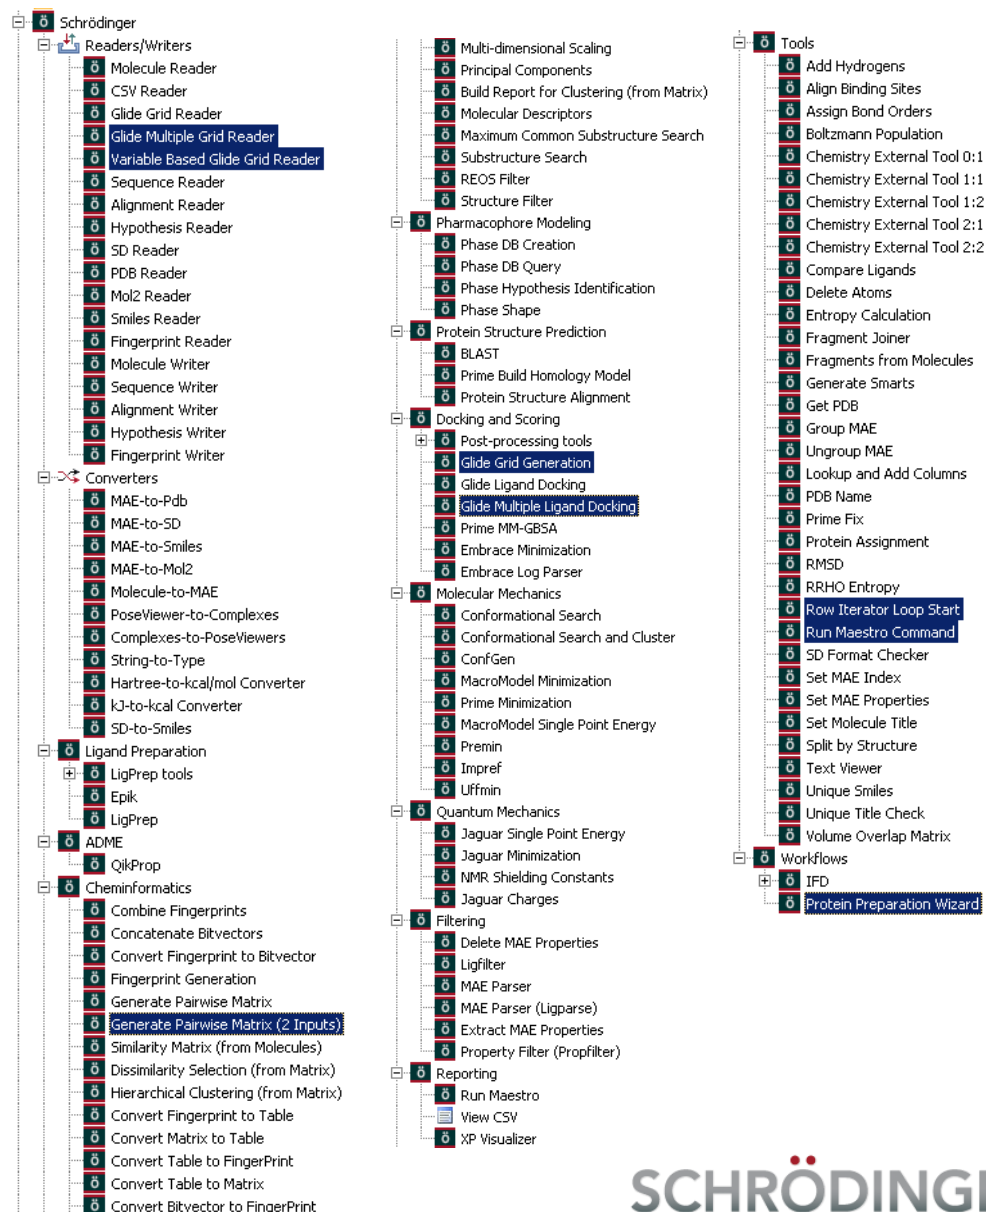 Schrödinger
Readers/Writers
Molecule Reader
CSV Reader
Glide Grid Reader
Glide Multiple Grid Reader
Variable Based Glide Grid Reader
Sequence Reader
Alignment Reader
Hypothesis Reader
SD Reader
PDB Reader
Mol2 Reader
Smiles Reader
Fingerprint Reader
Molecule Writer
Sequence Writer
Alignment Writer
Hypothesis Writer
Fingerprint Writer
Converters
MAE-to-Pdb
MAE-to-SD
MAE-to-Smiles
MAE-to-Mol2
Molecule-to-MAE
PoseViewer-to-Complexes
Complexes-to-PoseViewers
String-to-Type
Hartree-to-kcal/mol Converter
kJ-to-kcal Converter
SD-to-Smiles
Ligand Preparation
LigPrep tools
Epik
LigPrep
ADME
QikProp
Cheminformatics
Combine Fingerprints
Concatenate Bitvectors
Convert Fingerprint to Bitvector
Fingerprint Generation
Generate Pairwise Matrix
Generate Pairwise Matrix (2 Inputs)
Similarity Matrix (from Molecules)
Dissimilarity Selection (from Matrix)
Hierarchical Clustering (from Matrix)
Convert Fingerprint to Table
Convert Matrix to Table
Convert Table to FingerPrint
Convert Table to Matrix
Convert Bitvector to FingerPrint
Multi-dimensional Scaling
Principal Components
Build Report for Clustering (from Matrix)
Molecular Descriptors
Maximum Common Substructure Search
Substructure Search
REOS Filter
Structure Filter
Pharmacophore Modeling
Phase DB Creation
Phase DB Query
Phase Hypothesis Identification
Phase Shape
Protein Structure Prediction
BLAST
Prime Build Homology Model
Protein Structure Alignment
Docking and Scoring
Post-processing tools
Glide Grid Generation
Glide Ligand Docking
Glide Multiple Ligand Docking
Prime MM-GBSA
Embrace Minimization
Embrace Log Parser
Molecular Mechanics
Conformational Search
Conformational Search and Cluster
ConfGen
MacroModel Minimization
Prime Minimization
MacroModel Single Point Energy
Premin
Impref
Uffmin
Quantum Mechanics
Jaguar Single Point Energy
Jaguar Minimization
NMR Shielding Constants
Jaguar Charges
Filtering
Delete MAE Properties
Ligfilter
MAE Parser
MAE Parser (Ligparse)
Extract MAE Properties
Property Filter (Propfilter)
Reporting
Run Maestro
View CSV
XP Visualizer
Tools
Add Hydrogens
Align Binding Sites
Assign Bond Orders
Boltzmann Population
Chemistry External Tool 0:1
Chemistry External Tool 1:1
Chemistry External Tool 1:2
Chemistry External Tool 2:1
Chemistry External Tool 2:2
Compare Ligands
Delete Atoms
Entropy Calculation
Fragment Joiner
Fragments from Molecules
Generate Smarts
Get PDB
Group MAE
Ungroup MAE
Lookup and Add Columns
PDB Name
Prime Fix
Protein Assignment
RMSD
RRHO Entropy
Row Iterator Loop Start
Run Maestro Command
SD Format Checker
Set MAE Index
Set MAE Properties
Set Molecule Title
Split by Structure
Text Viewer
Unique Smiles
Unique Title Check
Volume Overlap Matrix
Workflows
IFD
Protein Preparation Wizard
SCHRÖDING